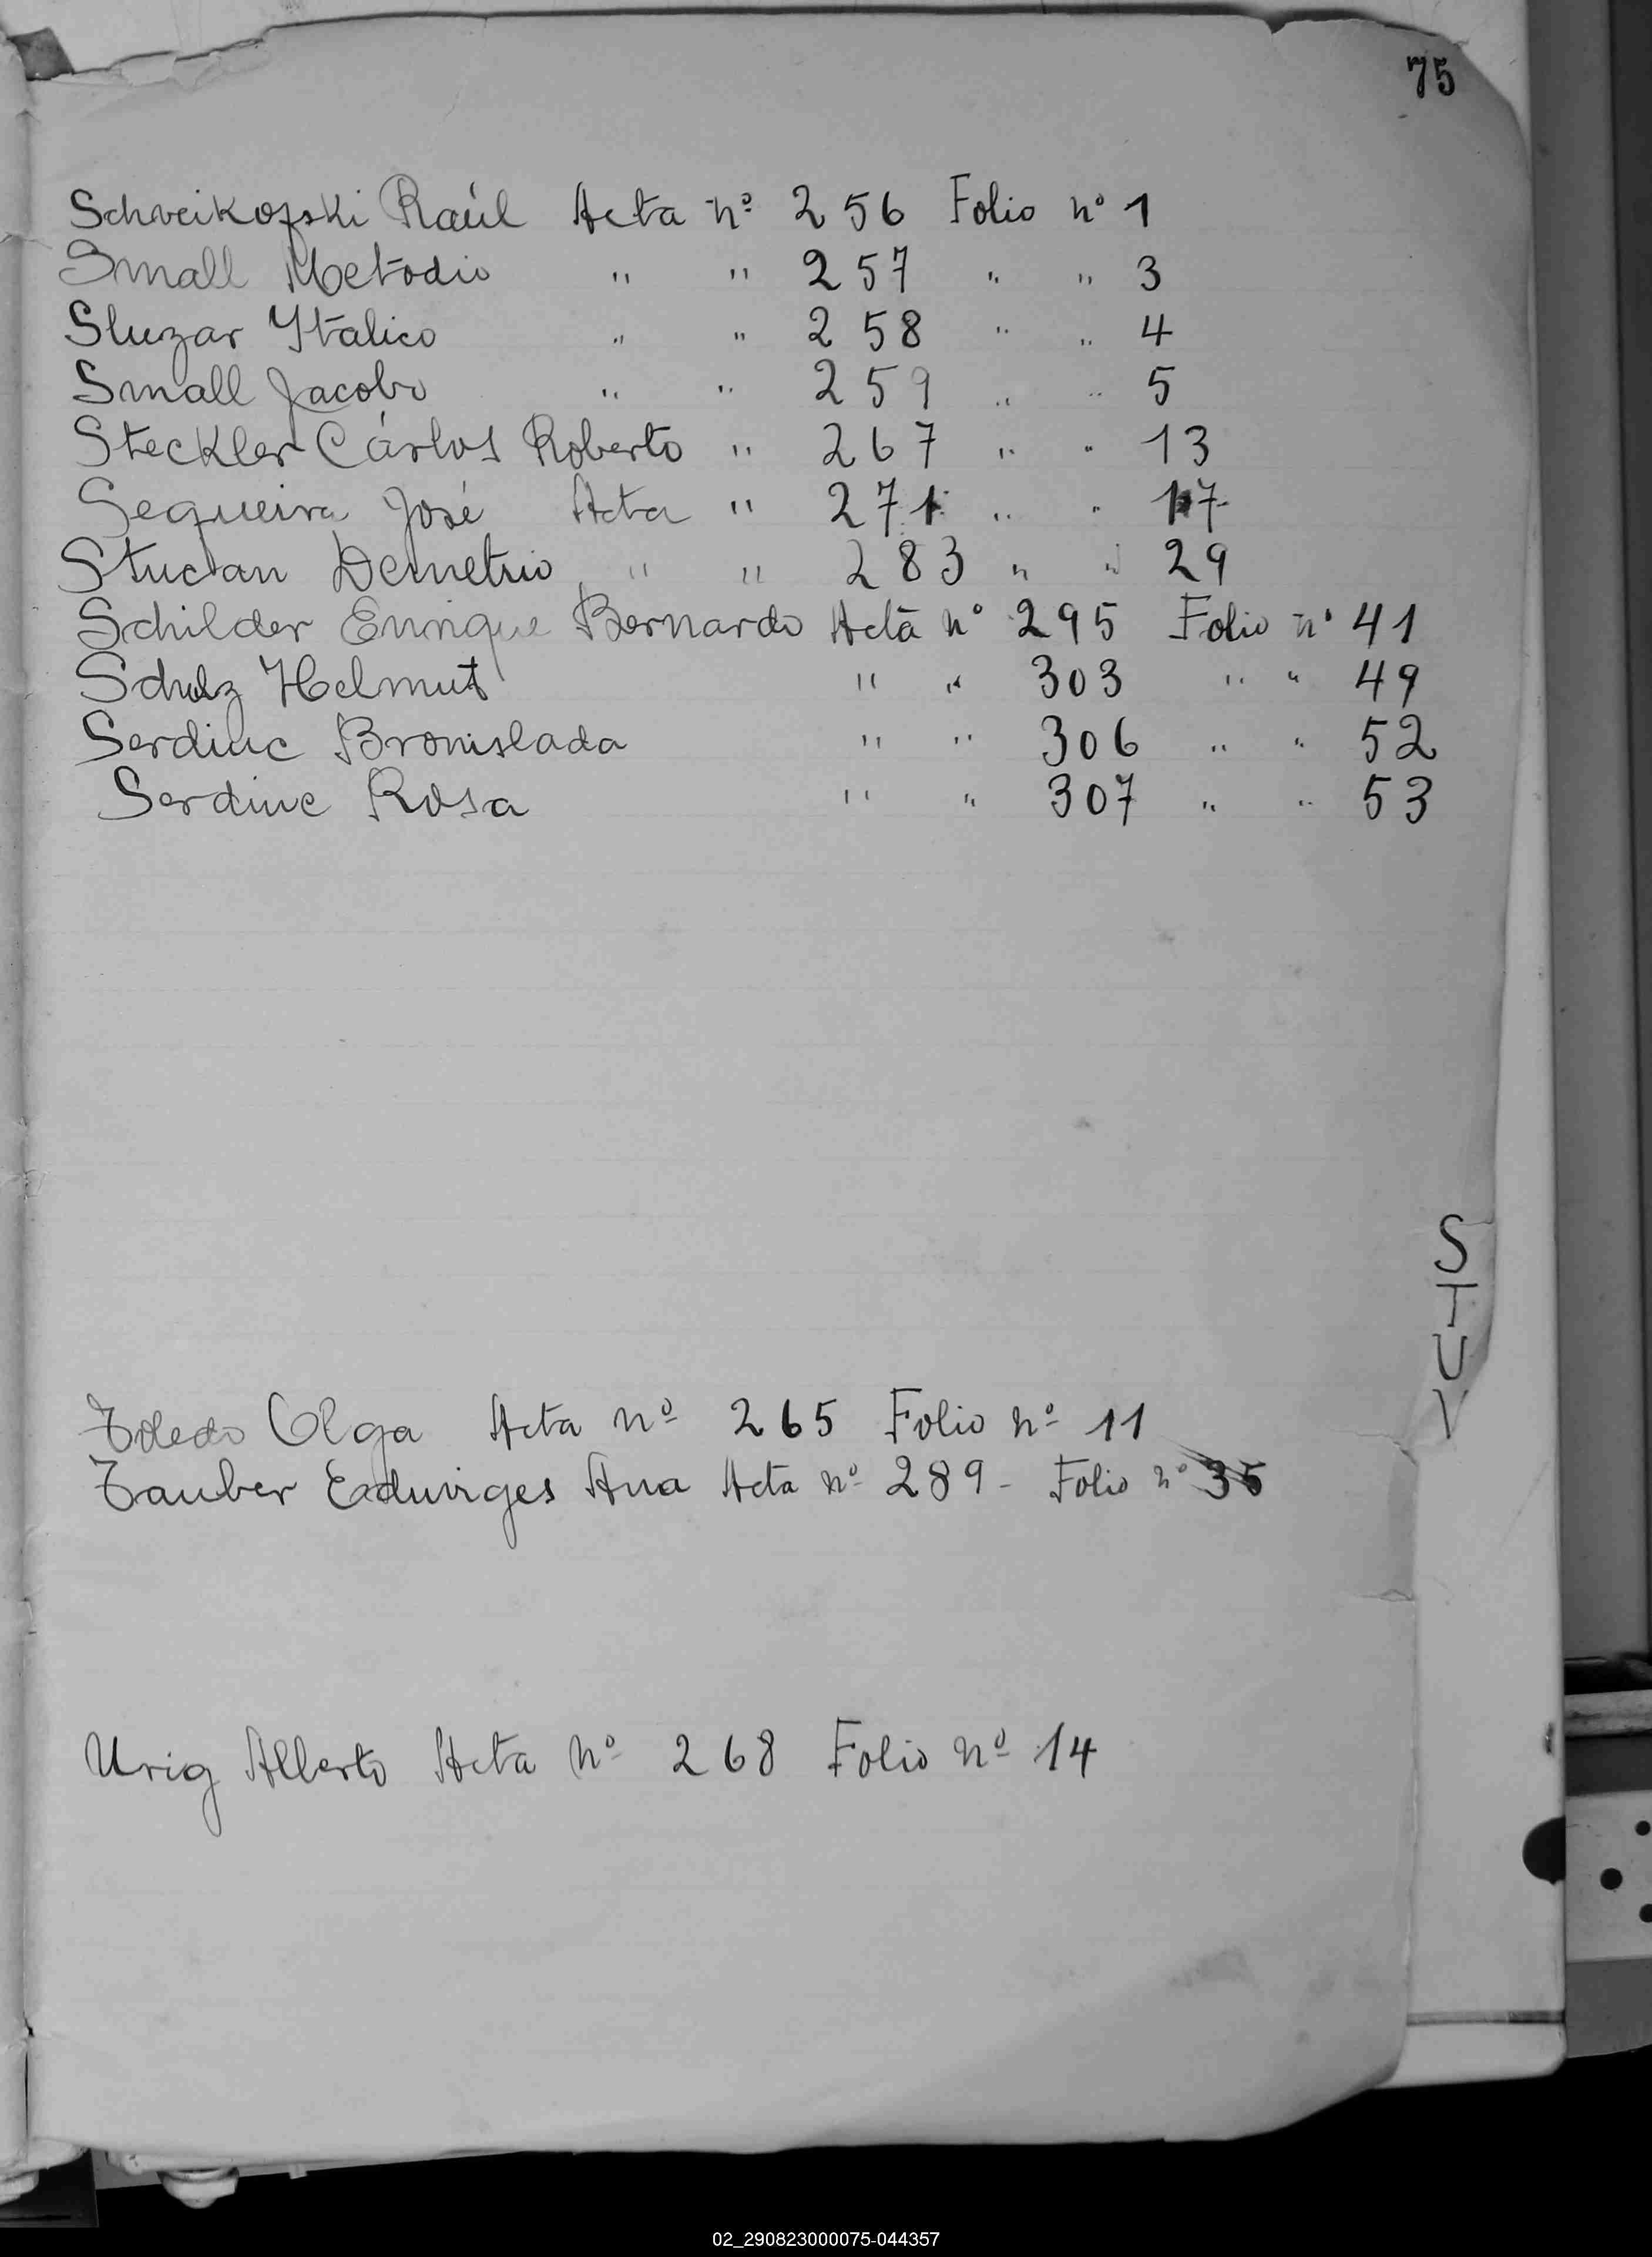 75
Schveikofski Raúl Acta nº 256 Folio nº 1
Small Metodio " " 257 " " 3
Sluzar Ytalico " " 258 " " 4
Small Jacobo " " 259 " " 5
Steckler Cárlos Roberto " 267 " " 13
Sequeira José Acta " 271 " " 17
Stucian Demetrio " " 283 " " 29
Schilder Enrique Bernardo Acta nº 295 Folio nº 41
Schulz Helmut " " 303 " " 49
Serdiuc Bronislada " " 306 " " 52
Serdiuc Rosa " " 307 " " 53
S
T
U
V
Toledo Olga Acta nº 265 Folio nº 11
Tauber Eduviges Ana Acta nº 289 - Folio nº 35
Urig Alberto Acta nº 268 Folio nº 14
02_290823000075-044357